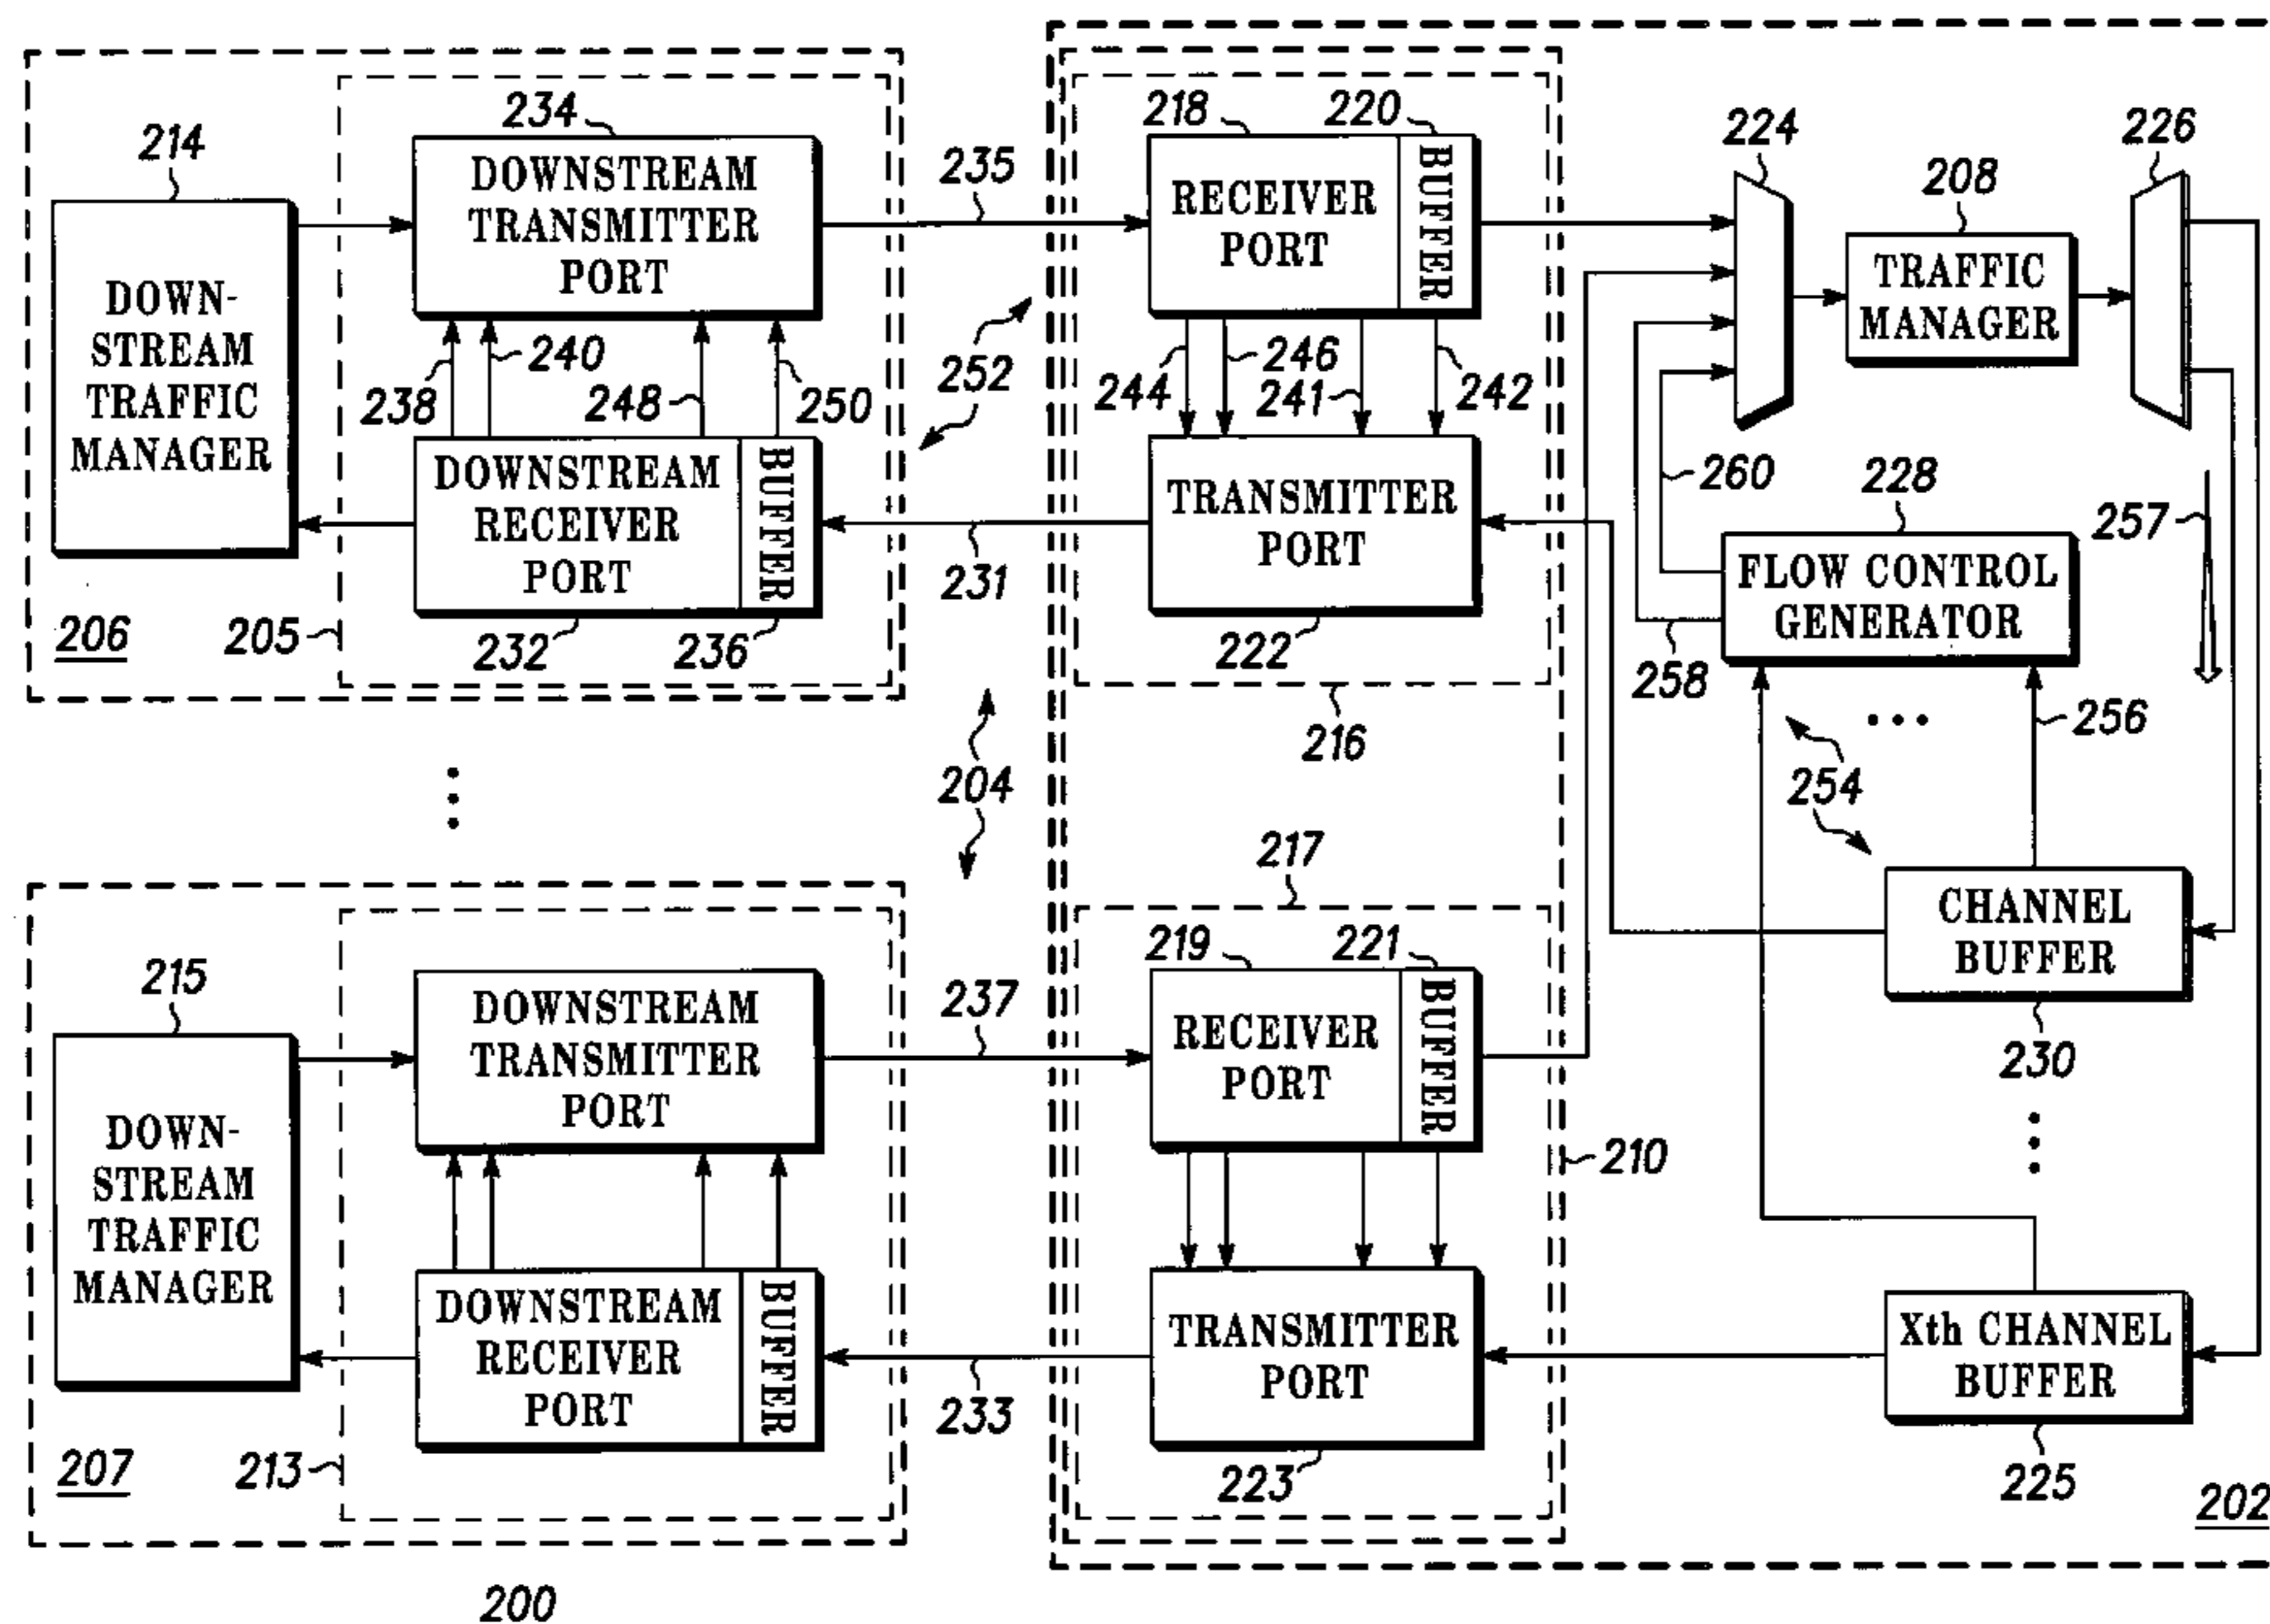 214
DOWN-
STREAM
TRAFFIC
MANAGER
234
DOWNSTREAM
TRANSMITTER
PORT
238
240
248
250
DOWNSTREAM
RECEIVER
PORT
BUFFER
232
236
205
206
235
252
231
204
218
220
RECEIVER
PORT
BUFFER
244
246
241
242
TRANSMITTER
PORT
222
216
224
208
226
TRAFFIC
MANAGER
260
228
257
FLOW CONTROL
GENERATOR
258
256
254
CHANNEL
BUFFER
230
215
DOWN-
STREAM
TRAFFIC
MANAGER
DOWNSTREAM
TRANSMITTER
PORT
DOWNSTREAM
RECEIVER
PORT
BUFFER
213
207
237
233
217
219
221
RECEIVER
PORT
BUFFER
210
TRANSMITTER
PORT
223
Xth CHANNEL
BUFFER
225
202
200